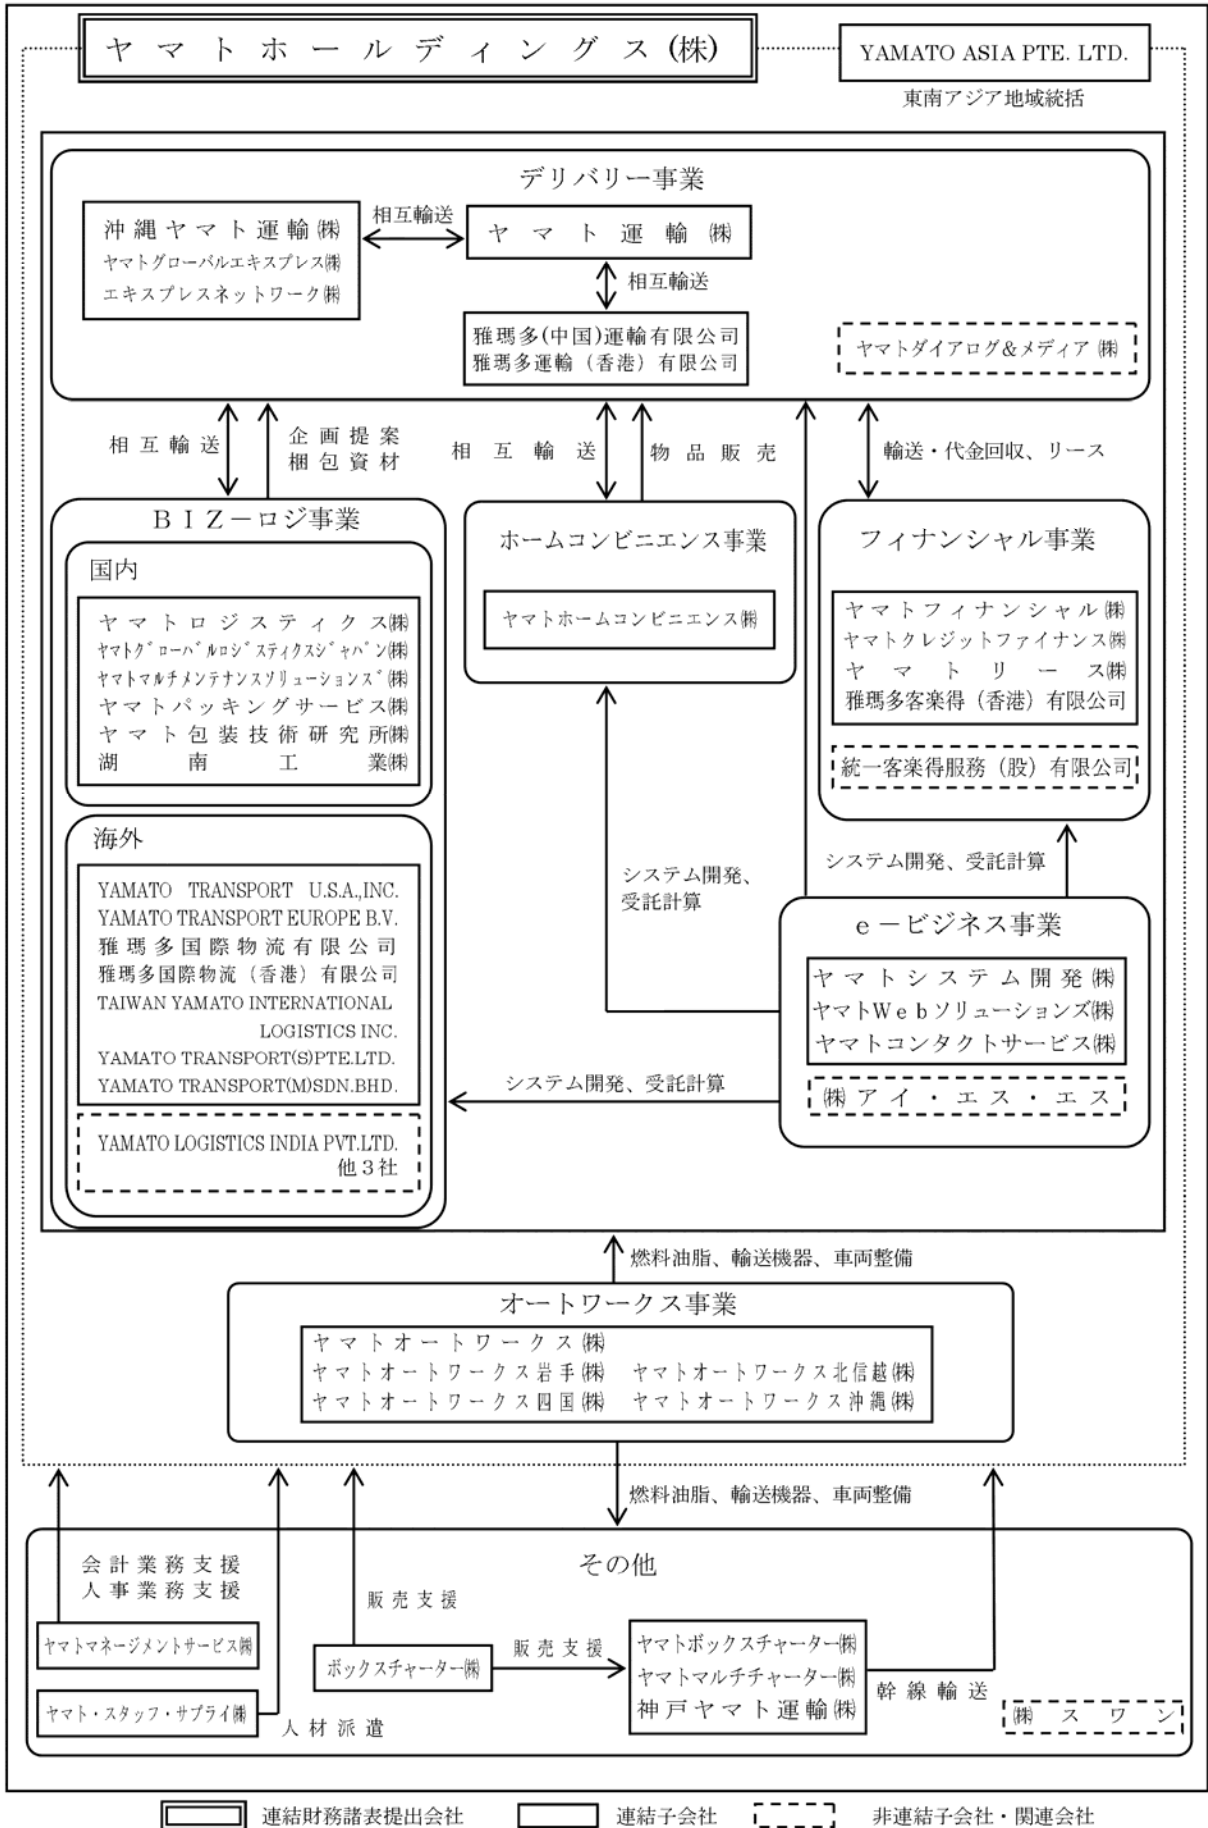 ヤマトホールディングス(株)
YAMATO ASIA PTE. LTD.
東南アジア地域統括
デリバリー事業
沖縄ヤマト運輸㈱
ヤマトグローバルエキスプレス㈱
エキスプレスネットワーク㈱
相互輸送
ヤマト運輸㈱
相互輸送
雅瑪多(中国)運輸有限公司
雅瑪多運輸（香港）有限公司
ヤマトダイアログ&メディア㈱
相互輸送
企画提案
梱包資材
相互輸送
物品販売
輸送・代金回収、リース
ＢＩＺ－ロジ事業
国内
ヤマトロジスティクス㈱
ヤマトグローバルロジスティクスジャパン㈱
ヤマトマルチメンテナンスソリューションズ㈱
ヤマトパッキングサービス㈱
ヤマト包装技術研究所㈱
湖南工業㈱
海外
YAMATO TRANSPORT U.S.A.,INC.
YAMATO TRANSPORT EUROPE B.V.
雅瑪多国際物流有限公司
雅瑪多国際物流（香港）有限公司
TAIWAN YAMATO INTERNATIONAL
LOGISTICS INC.
YAMATO TRANSPORT(S)PTE.LTD.
YAMATO TRANSPORT(M)SDN.BHD.
YAMATO LOGISTICS INDIA PVT.LTD.
他３社
ホームコンビニエンス事業
ヤマトホームコンビニエンス㈱
フィナンシャル事業
ヤマトフィナンシャル㈱
ヤマトクレジットファイナンス㈱
ヤマトリース㈱
雅瑪多客楽得（香港）有限公司
統一客楽得服務（股）有限公司
システム開発、受託計算
システム開発、
受託計算
ｅ－ビジネス事業
ヤマトシステム開発㈱
ヤマトＷｅｂソリューションズ㈱
ヤマトコンタクトサービス㈱
㈱アイ・エス・エス
システム開発、受託計算
燃料油脂、輸送機器、車両整備
オートワークス事業
ヤマトオートワークス㈱
ヤマトオートワークス岩手㈱ ヤマトオートワークス北信越㈱
ヤマトオートワークス四国㈱ ヤマトオートワークス沖縄㈱
燃料油脂、輸送機器、車両整備
その他
会計業務支援
人事業務支援
ヤマトマネージメントサービス㈱
ヤマト・スタッフ・サプライ㈱
人材派遣
販売支援
ボックスチャーター㈱
販売支援
ヤマトボックスチャーター㈱
ヤマトマルチチャーター㈱
神戸ヤマト運輸㈱
幹線輸送
㈱スワン
連結財務諸表提出会社 連結子会社 非連結子会社・関連会社